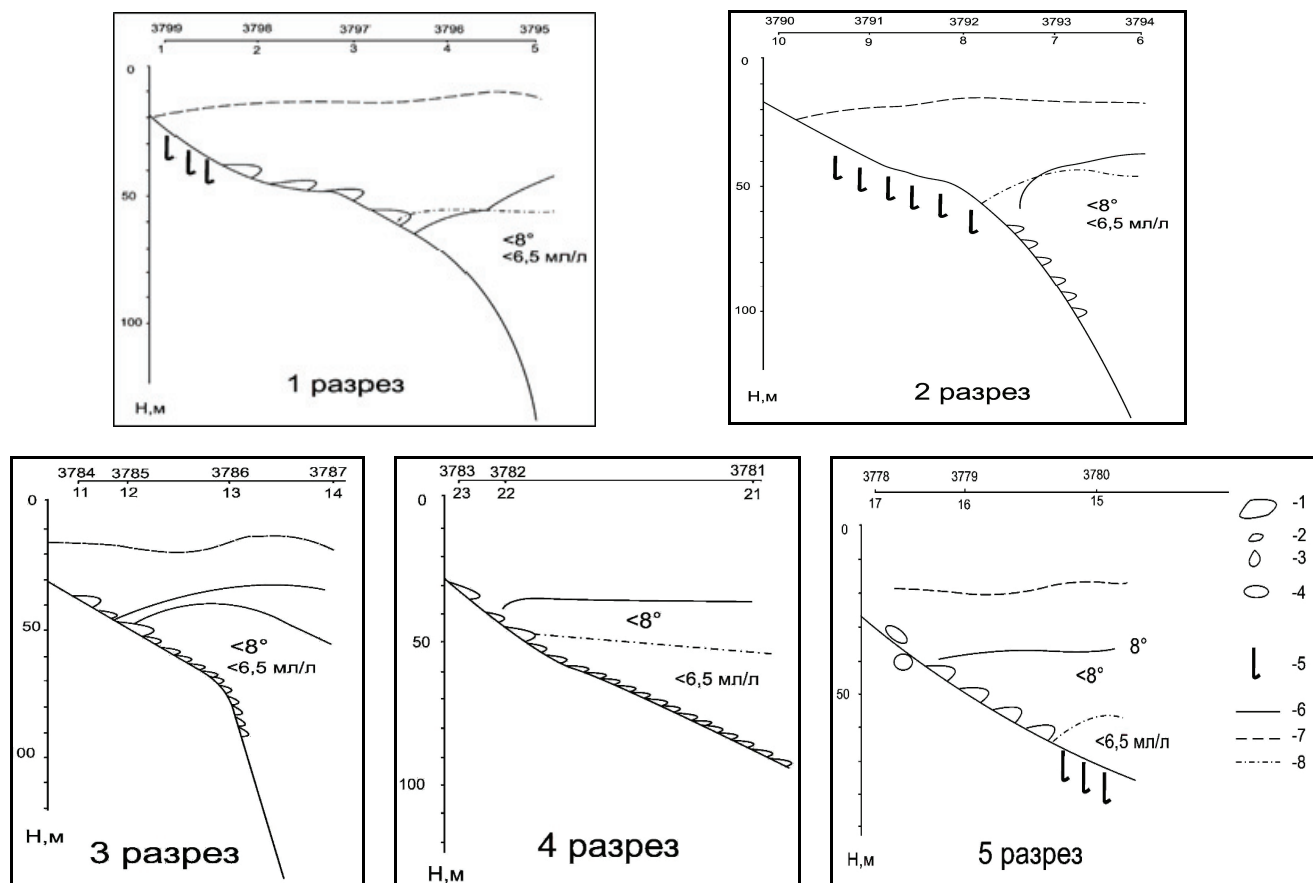 3799 3798 3797 3796 3795
1 2 3 4 5
0
50
100
<8°
<6,5 мл/л
1 разрез
Н,м
3790 3791 3792 3793 3794
10 9 8 7 6
0
50
100
<8°
<6,5 мл/л
2 разрез
Н,м
3784 3785 3786 3787
11 12 13 14
0
50
00
<8°
<6,5 мл/л
3 разрез
Н,м
3783 3782 3781
23 22 21
0
50
100
<8°
<6,5 мл/л
4 разрез
Н,м
3778 3779 3780
17 16 15
0
50
8°
<8°
<6,5 мл/л
5 разрез
Н,м
-1
-2
-3
-4
-5
-6
-7
-8